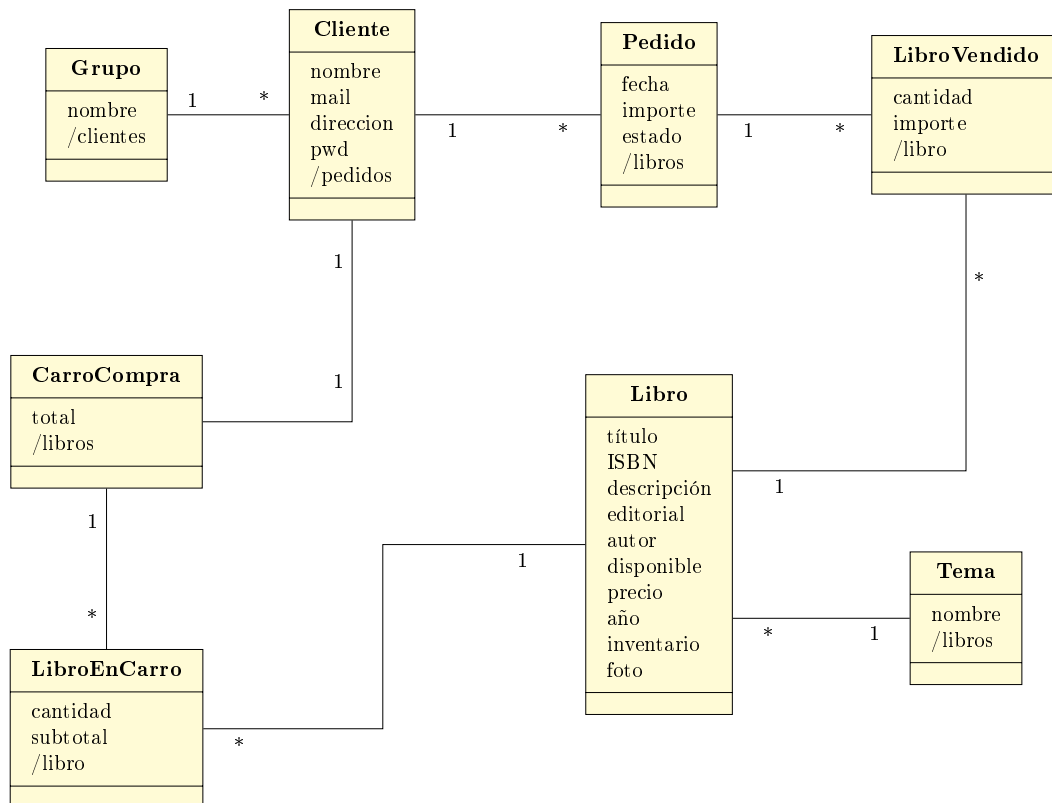 Grupo
nombre
/clientes
1
*
Cliente
nombre
mail
direccion
pwd
/pedidos
1
*
Pedido
fecha
importe
estado
/libros
1
*
LibroVendido
cantidad
importe
/libro
1
*
1
CarroCompra
total
/libros
1
*
Libro
título
ISBN
descripción
editorial
autor
disponible
precio
año
inventario
foto
1
1
*
1
Tema
nombre
/libros
LibroEnCarro
cantidad
subtotal
/libro
*